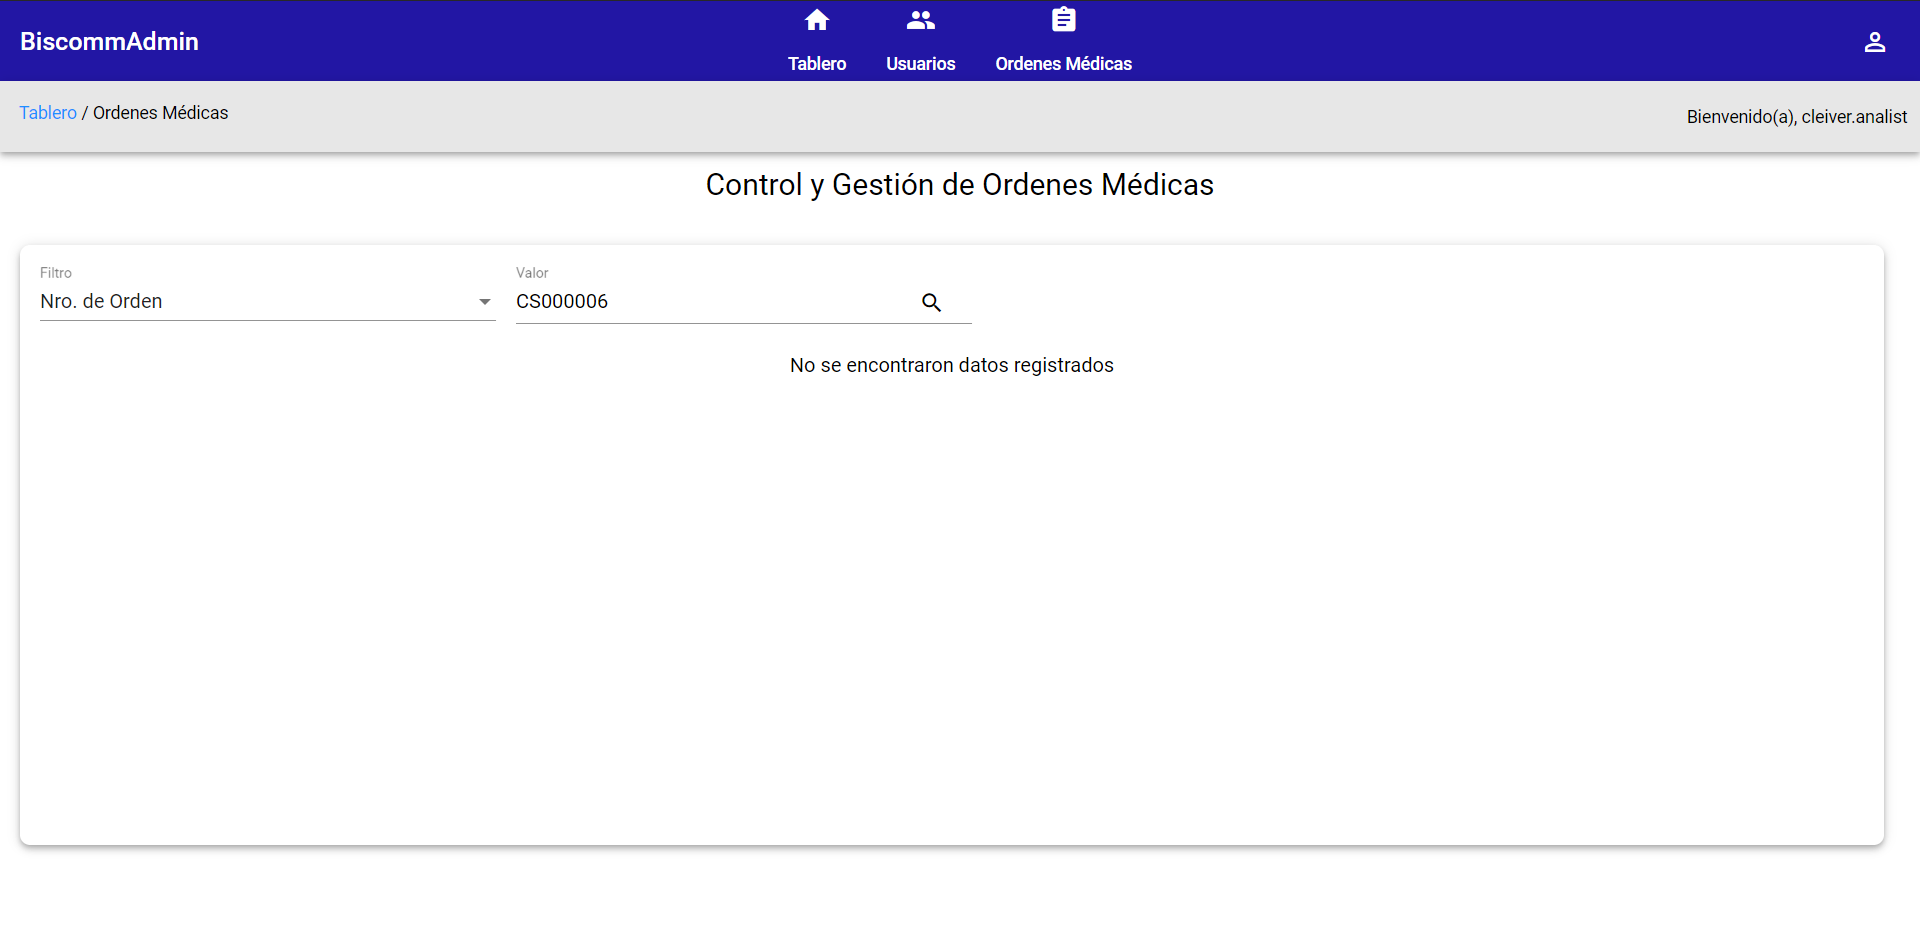 BiscommAdmin
Tablero
Usuarios
Ordenes Médicas
Tablero / Ordenes Médicas
Bienvenido(a), cleiver.analist
Control y Gestión de Ordenes Médicas
Filtro
Nro. de Orden
Valor
CS000006
No se encontraron datos registrados